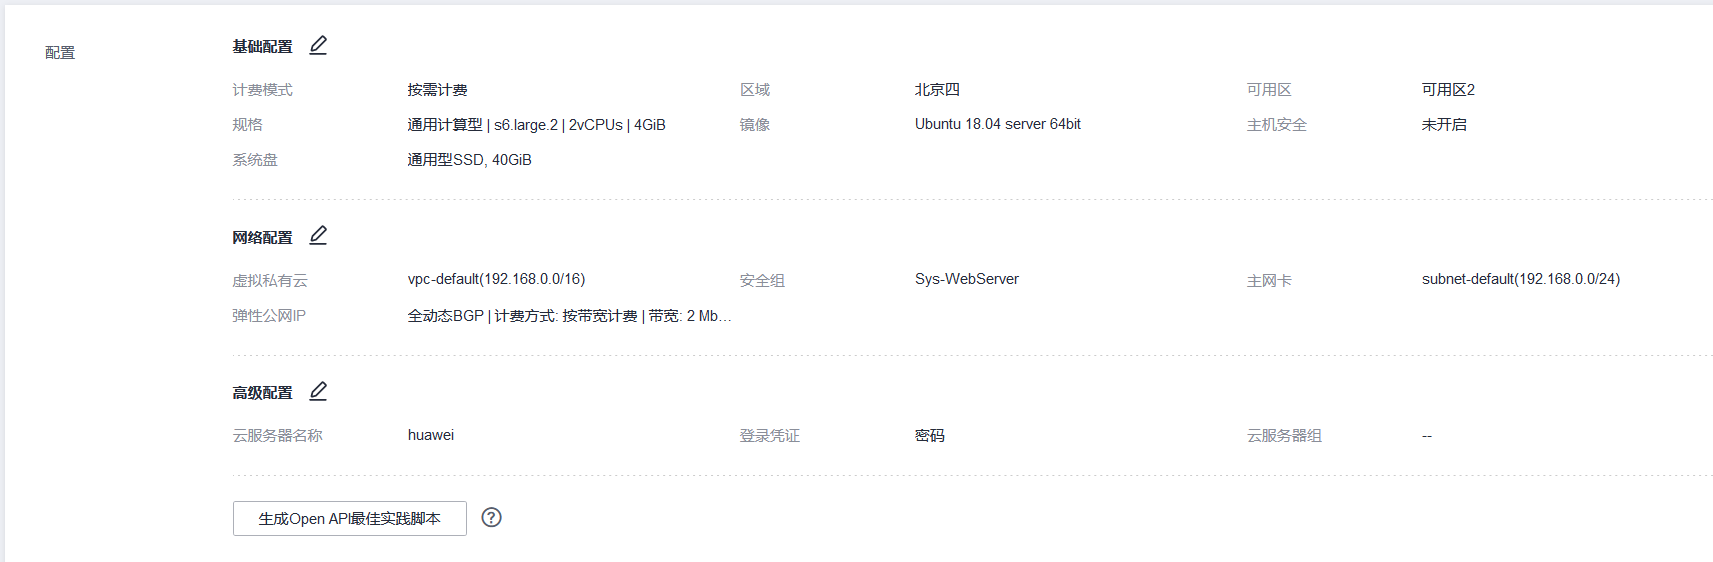 配置
基础配置
计费模式 按需计费 区域 北京四 可用区 可用区2
规格 通用计算型 | s6.large.2 | 2vCPUs | 4GiB 镜像 Ubuntu 18.04 server 64bit 主机安全 未开启
系统盘 通用型SSD, 40GiB
网络配置
虚拟私有云 vpc-default(192.168.0.0/16) 安全组 Sys-WebServer 主网卡 subnet-default(192.168.0.0/24)
弹性公网IP 全动态BGP | 计费方式: 按带宽计费 | 带宽: 2 Mb...
高级配置
云服务器名称 huawei 登录凭证 密码 云服务器组 --
生成Open API最佳实践脚本 ?